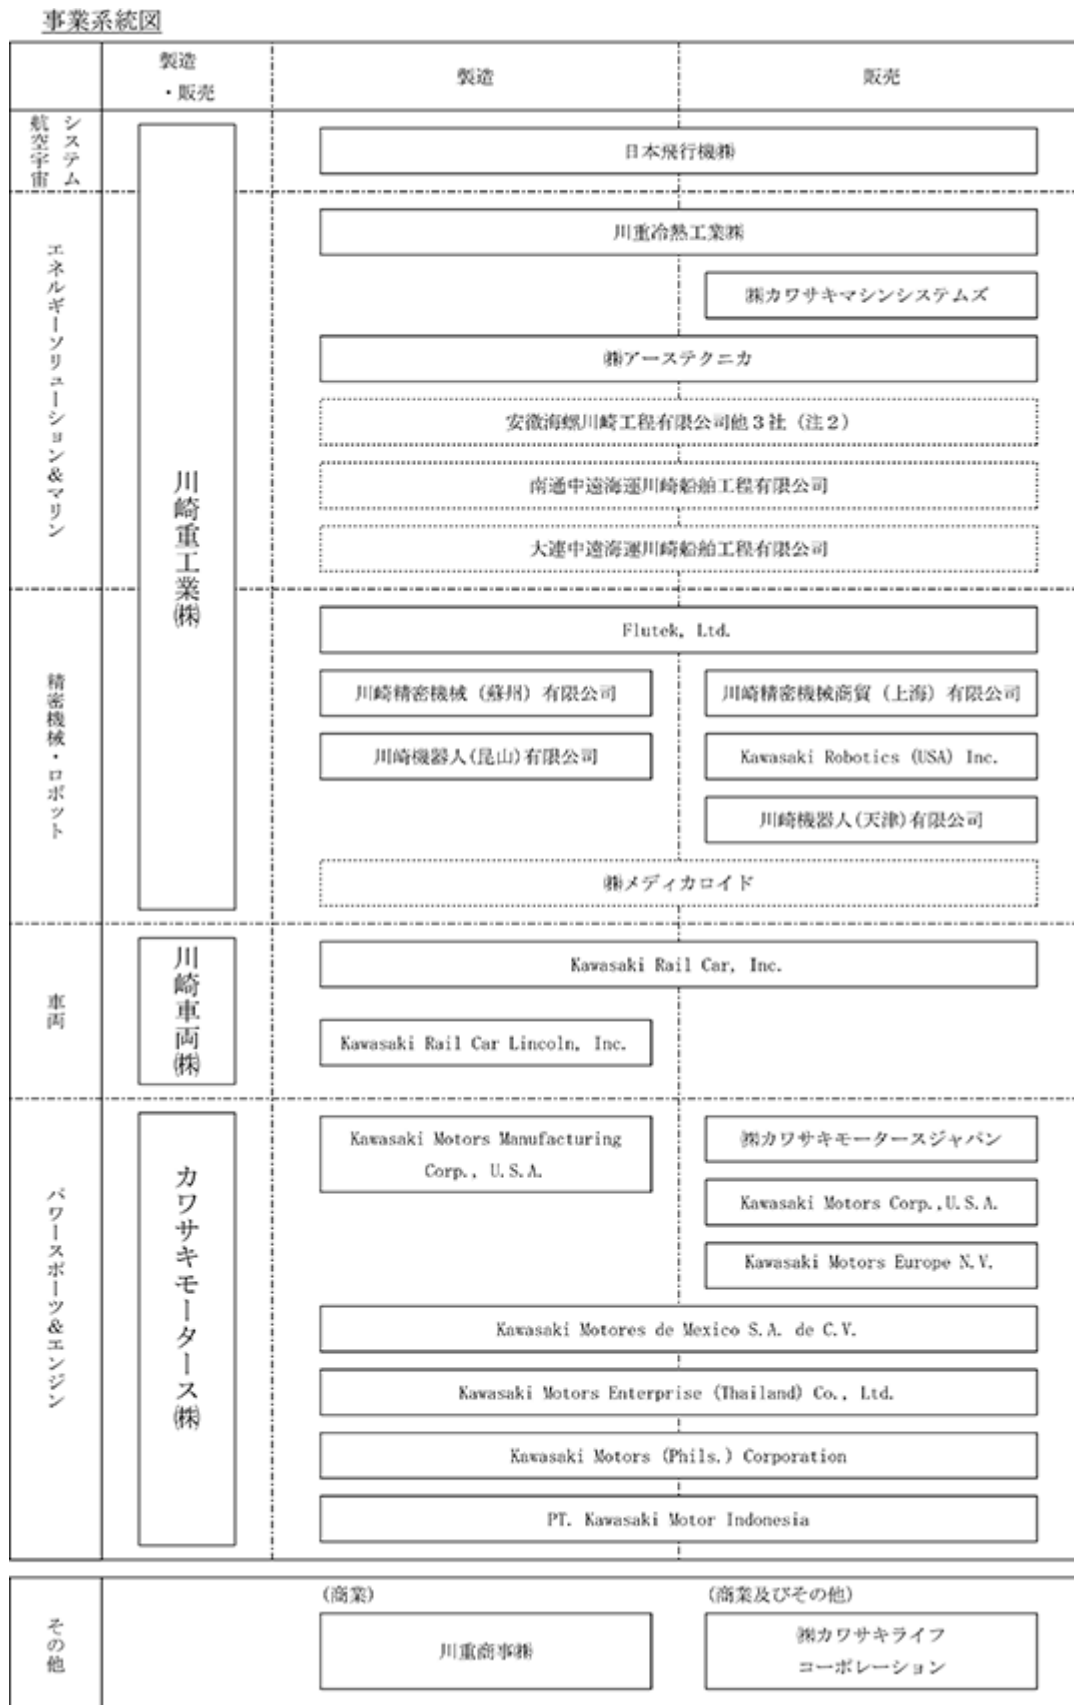 事業系統図
製造
・販売
製造
販売
航空宇宙
システム
日本飛行機㈱
エネルギーソリューション&マリン
川崎重工業㈱
川重冷熱工業㈱
㈱カワサキマシンシステムズ
㈱アーステクニカ
安徽海螺川崎工程有限公司他3社（注2）
南通中遠海運川崎船舶工程有限公司
大連中遠海運川崎船舶工程有限公司
精密機械・ロボット
Flutek, Ltd.
川崎精密機械（蘇州）有限公司
川崎精密機械商貿（上海）有限公司
川崎機器人(昆山)有限公司
Kawasaki Robotics (USA) Inc.
川崎機器人(天津)有限公司
㈱メディカロイド
車両
川崎車両㈱
Kawasaki Rail Car, Inc.
Kawasaki Rail Car Lincoln, Inc.
パワースポーツ&エンジン
カワサキモータース㈱
Kawasaki Motors Manufacturing
Corp., U.S.A.
㈱カワサキモータースジャパン
Kawasaki Motors Corp.,U.S.A.
Kawasaki Motors Europe N.V.
Kawasaki Motores de Mexico S.A. de C.V.
Kawasaki Motors Enterprise (Thailand) Co., Ltd.
Kawasaki Motors (Phils.) Corporation
PT. Kawasaki Motor Indonesia
その他
(商業)
川重商事㈱
(商業及びその他)
㈱カワサキライフ
コーポレーション